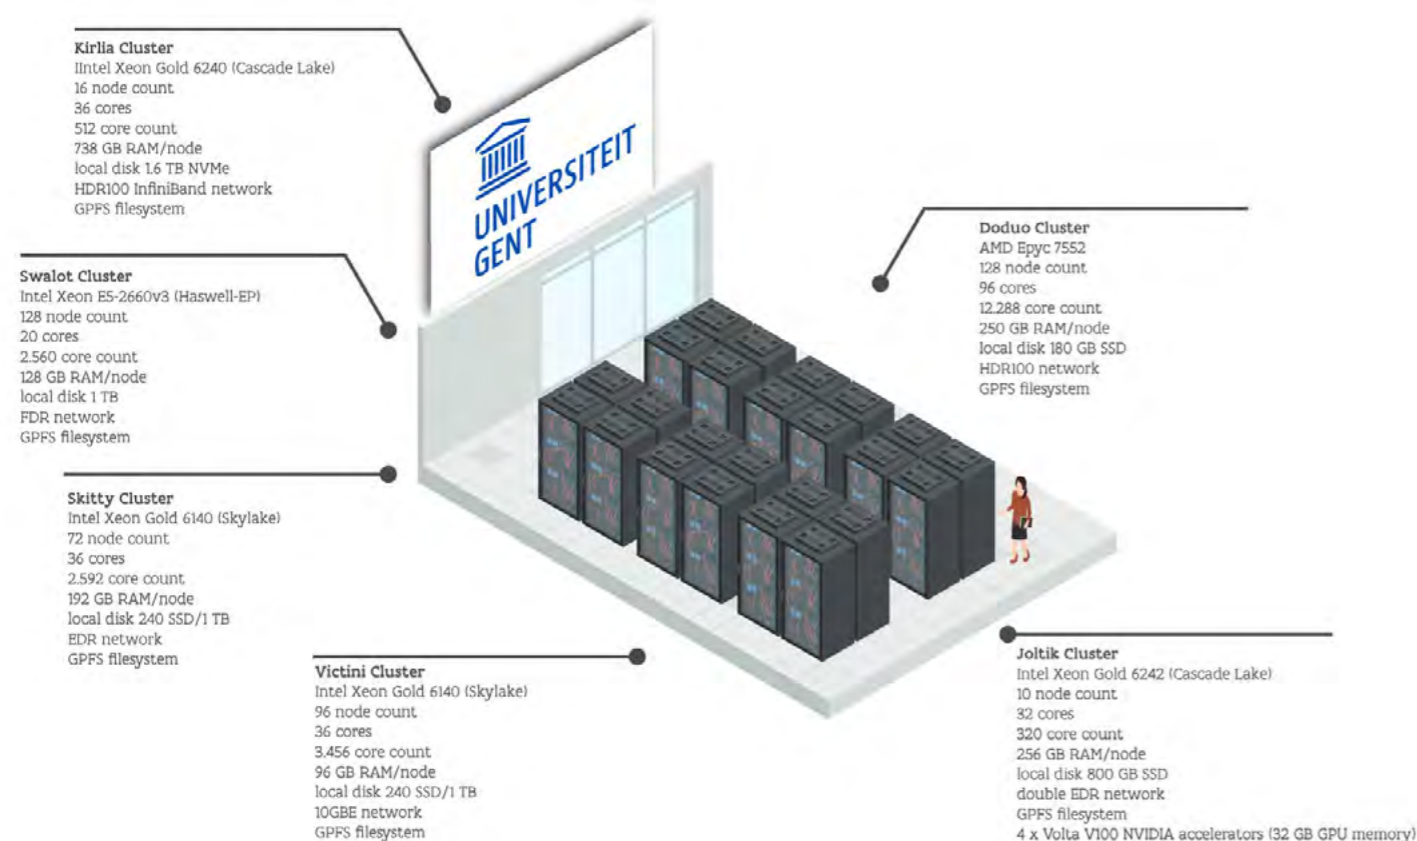 Kirlia Cluster
IIntel Xeon Gold 6240 (Cascade Lake)
16 node count
36 cores
512 core count
738 GB RAM/node
local disk 1.6 TB NVMe
HDR100 InfiniBand network
GPFS filesystem
UNIVERSITEIT
GENT
Swalot Cluster
Intel Xeon E5-2660v3 (Haswell-EP)
128 node count
20 cores
2.560 core count
128 GB RAM/node
local disk 1 TB
FDR network
GPFS filesystem
Doduo Cluster
AMD Epyc 7552
128 node count
96 cores
12.288 core count
250 GB RAM/node
local disk 180 GB SSD
HDR100 network
GPFS filesystem
Skitty Cluster
Intel Xeon Gold 6140 (Skylake)
72 node count
36 cores
2.592 core count
192 GB RAM/node
local disk 240 SSD/1 TB
EDR network
GPFS filesystem
Victini Cluster
Intel Xeon Gold 6140 (Skylake)
96 node count
36 cores
3.456 core count
96 GB RAM/node
local disk 240 SSD/1 TB
10GBE network
GPFS filesystem
Joltik Cluster
Intel Xeon Gold 6242 (Cascade Lake)
10 node count
32 cores
320 core count
256 GB RAM/node
local disk 800 GB SSD
double EDR network
GPFS filesystem
4 x Volta V100 NVIDIA accelerators (32 GB GPU memory)